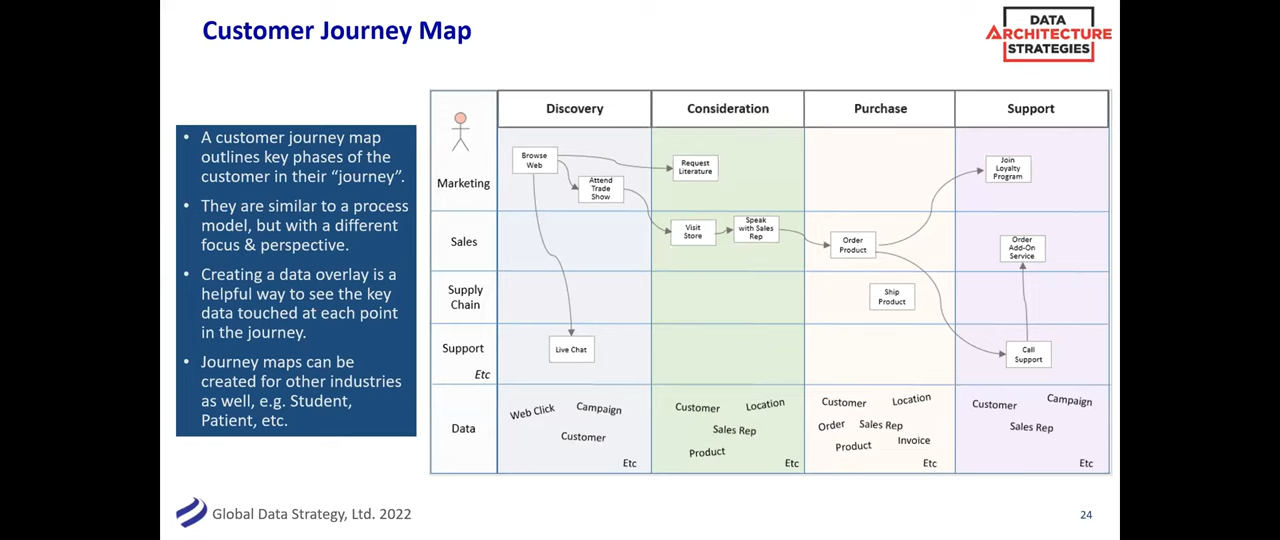 Customer Journey Map
DATA
ARCHITECTURE
STRATEGIES
• A customer journey map
outlines key phases of the
customer in their “journey”.
• They are similar to a process
model, but with a different
focus & perspective.
• Creating a data overlay is a
helpful way to see the key
data touched at each point
in the journey.
• Journey maps can be
created for other industries
as well, e.g. Student,
Patient, etc.
Discovery
Consideration
Purchase
Support
Marketing
Browse
Web
Attend
Trade
Show
Request
Literature
Join
Loyalty
Program
Sales
Visit
Store
Speak
with Sales
Rep
Order
Product
Order
Add-On
Service
Supply
Chain
Ship
Product
Support
Etc
Live Chat
Call
Support
Data
Web Click
Campaign
Customer
Etc
Customer
Location
Sales Rep
Product
Etc
Customer
Location
Order
Sales Rep
Product
Invoice
Etc
Customer
Campaign
Sales Rep
Etc
Global Data Strategy, Ltd. 2022
24